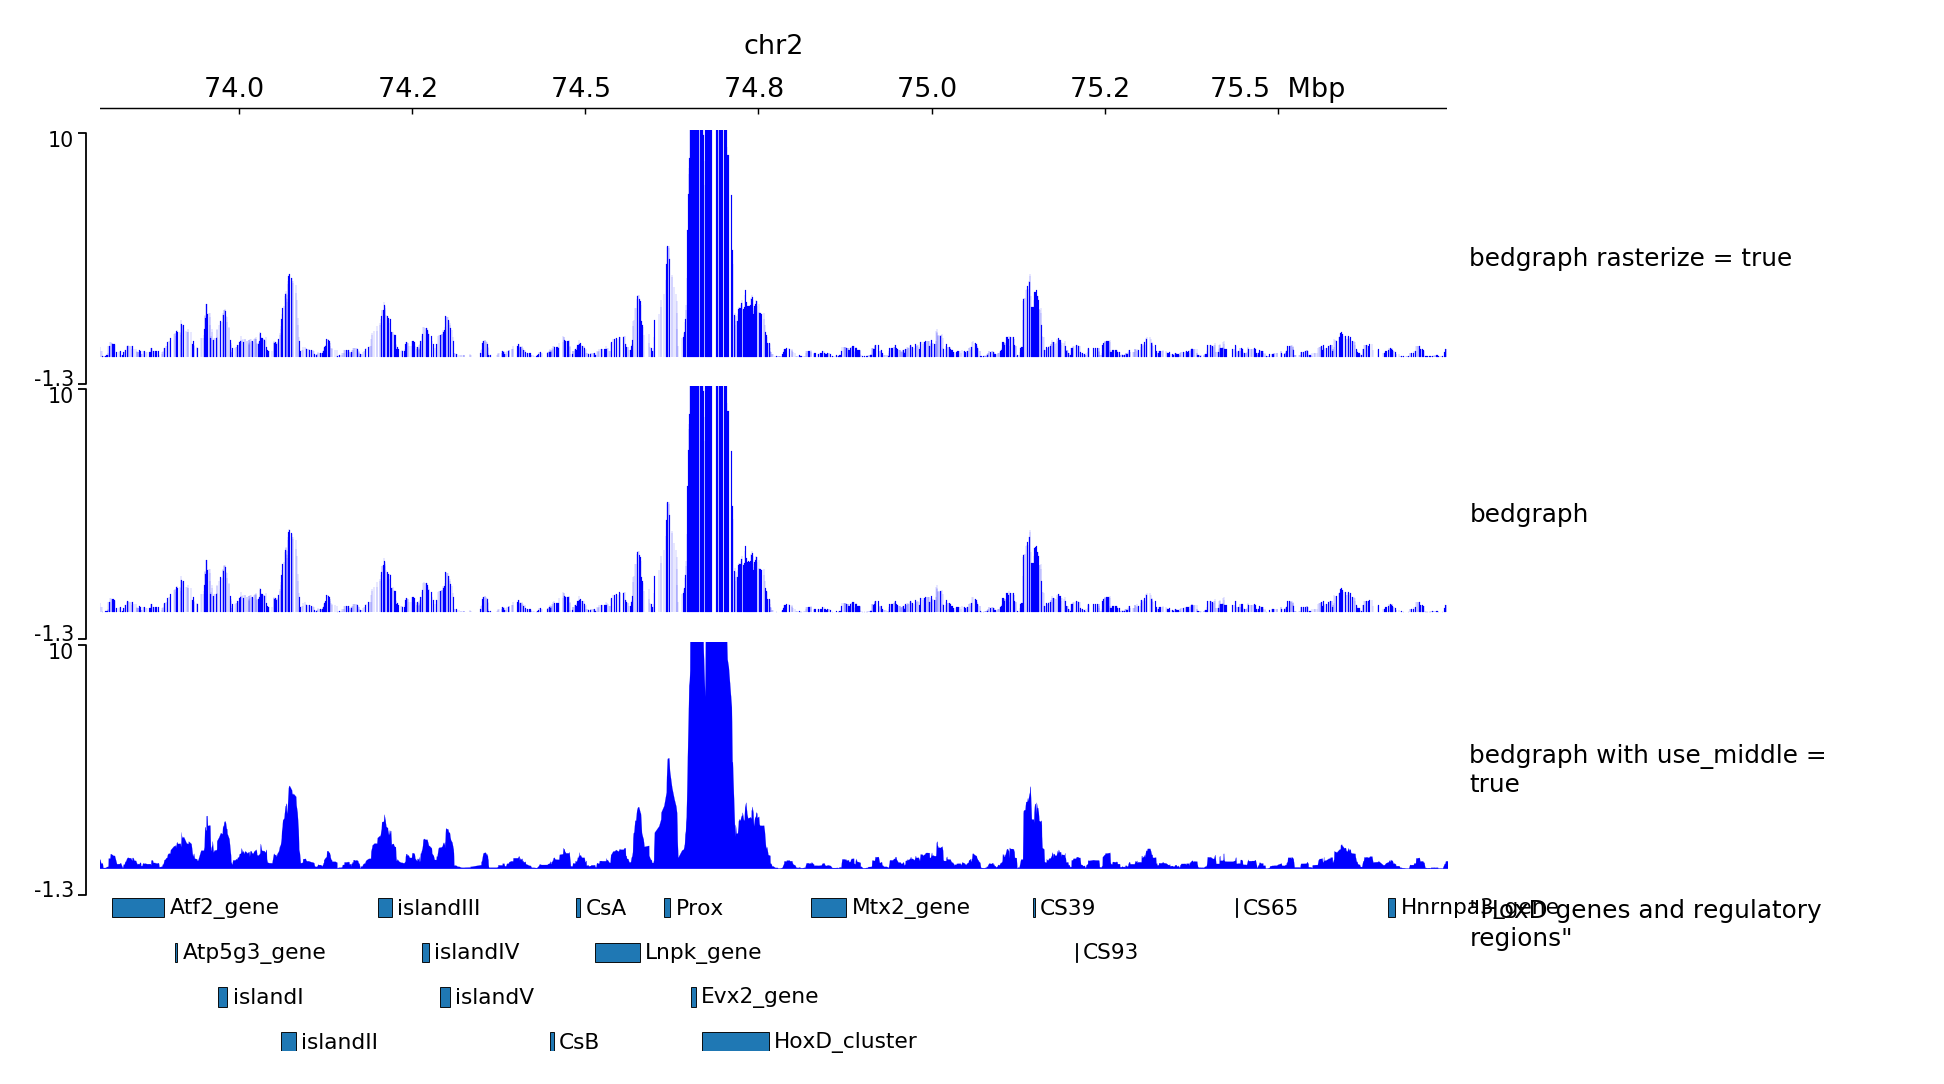 chr2
74.0 74.2 74.5 74.8 75.0 75.2 75.5 Mbp
10
bedgraph rasterize = true
-1.3
10
bedgraph
-1.3
10
bedgraph with use_middle =
true
-1.3
Atf2_gene islandIII CsA Prox Mtx2_gene CS39 CS65 Hnrnpa3_gene
"HoxD genes and regulatory
regions"
Atp5g3_gene islandIV Lnpk_gene CS93
islandI islandV Evx2_gene
islandII CsB HoxD_cluster